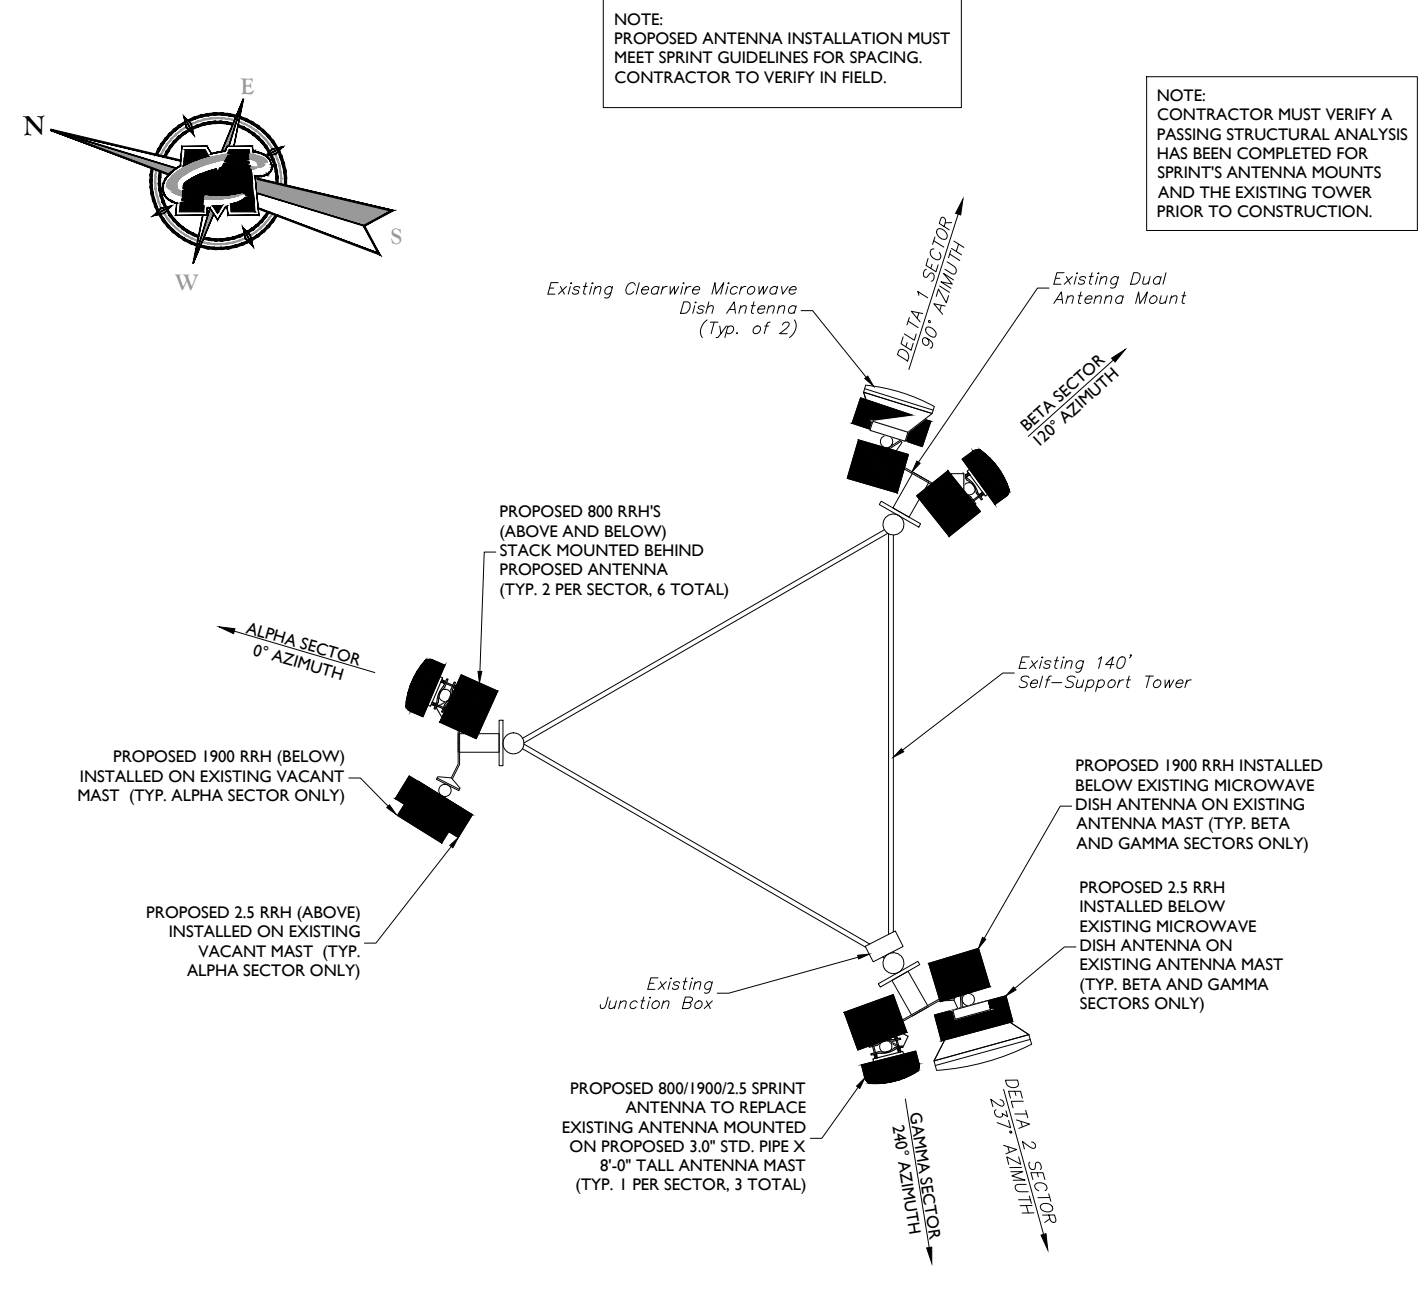 NOTE:
PROPOSED ANTENNA INSTALLATION MUST
MEET SPRINT GUIDELINES FOR SPACING.
CONTRACTOR TO VERIFY IN FIELD.
NOTE:
CONTRACTOR MUST VERIFY A
PASSING STRUCTURAL ANALYSIS
HAS BEEN COMPLETED FOR
SPRINT'S ANTENNA MOUNTS
AND THE EXISTING TOWER
PRIOR TO CONSTRUCTION.
N
E
S
W
Existing Clearwire Microwave
Dish Antenna
(Typ. of 2)
DELTA 1 SECTOR
90° AZIMUTH
Existing Dual
Antenna Mount
BETA SECTOR
120° AZIMUTH
PROPOSED 800 RRH'S
(ABOVE AND BELOW)
STACK MOUNTED BEHIND
PROPOSED ANTENNA
(TYP. 2 PER SECTOR, 6 TOTAL)
ALPHA SECTOR
0° AZIMUTH
Existing 140'
Self-Support Tower
PROPOSED 1900 RRH (BELOW)
INSTALLED ON EXISTING VACANT
MAST (TYP. ALPHA SECTOR ONLY)
PROPOSED 1900 RRH INSTALLED
BELOW EXISTING MICROWAVE
DISH ANTENNA ON EXISTING
ANTENNA MAST (TYP. BETA
AND GAMMA SECTORS ONLY)
PROPOSED 2.5 RRH (ABOVE)
INSTALLED ON EXISTING
VACANT MAST (TYP.
ALPHA SECTOR ONLY)
PROPOSED 2.5 RRH
INSTALLED BELOW
EXISTING MICROWAVE
DISH ANTENNA ON
EXISTING ANTENNA MAST
(TYP. BETA AND GAMMA
SECTORS ONLY)
Existing
Junction Box
PROPOSED 800/1900/2.5 SPRINT
ANTENNA TO REPLACE
EXISTING ANTENNA MOUNTED
ON PROPOSED 3.0" STD. PIPE X
8'-0" TALL ANTENNA MAST
(TYP. 1 PER SECTOR, 3 TOTAL)
GAMMA SECTOR
240° AZIMUTH
DELTA 2 SECTOR
237° AZIMUTH